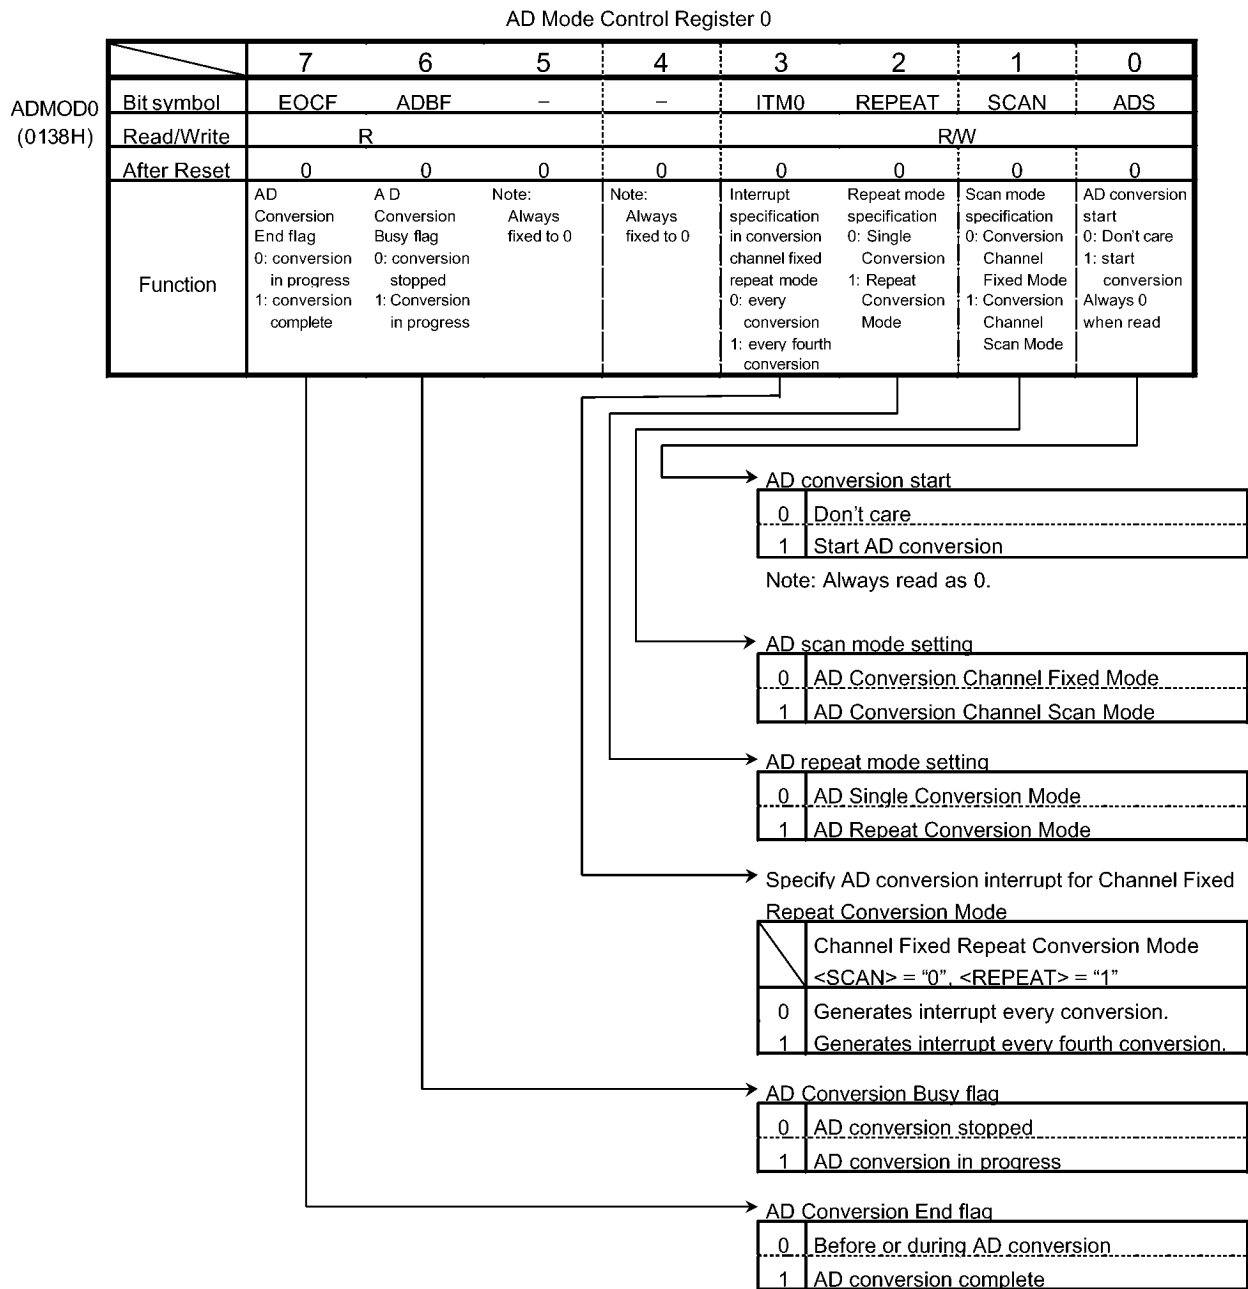 AD Mode Control Register 0
7 6 5 4 3 2 1 0
ADMOD0
(0138H)
Bit symbol EOCF ADBF – – ITM0 REPEAT SCAN ADS
Read/Write R R/W
After Reset 0 0 0 0 0 0 0 0
Function
AD
Conversion
End flag
0: conversion
in progress
1: conversion
complete
A D
Conversion
Busy flag
0: conversion
stopped
1: Conversion
in progress
Note:
Always
fixed to 0
Note:
Always
fixed to 0
Interrupt
specification
in conversion
channel fixed
repeat mode
0: every
conversion
1: every fourth
conversion
Repeat mode
specification
0: Single
Conversion
1: Repeat
Conversion
Mode
Scan mode
specification
0: Conversion
Channel
Fixed Mode
1: Conversion
Channel
Scan Mode
AD conversion
start
0: Don't care
1: start
conversion
Always 0
when read
AD conversion start
0 Don't care
1 Start AD conversion
Note: Always read as 0.
AD scan mode setting
0 AD Conversion Channel Fixed Mode
1 AD Conversion Channel Scan Mode
AD repeat mode setting
0 AD Single Conversion Mode
1 AD Repeat Conversion Mode
Specify AD conversion interrupt for Channel Fixed
Repeat Conversion Mode
Channel Fixed Repeat Conversion Mode
<SCAN> = “0”, <REPEAT> = “1”
0 Generates interrupt every conversion.
1 Generates interrupt every fourth conversion.
AD Conversion Busy flag
0 AD conversion stopped
1 AD conversion in progress
AD Conversion End flag
0 Before or during AD conversion
1 AD conversion complete